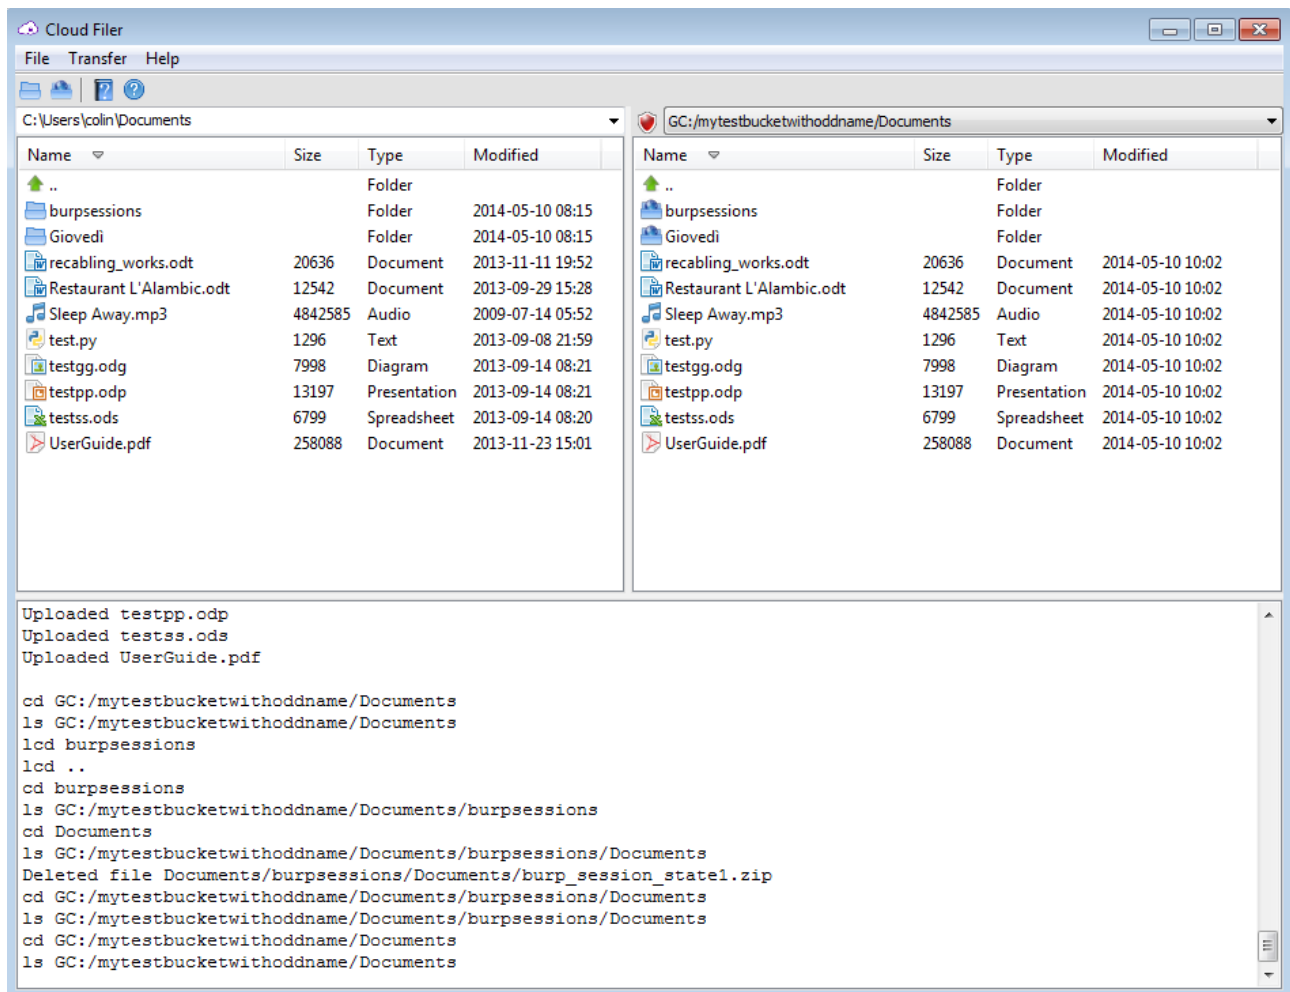 Cloud Filer
File Transfer Help
C:\Users\colin\Documents
GC:/mytestbucketwithoddname/Documents
Name Size Type Modified
.. Folder
burpsessions Folder 2014-05-10 08:15
Giovedì Folder 2014-05-10 08:15
recabling_works.odt 20636 Document 2013-11-11 19:52
Restaurant L'Alambic.odt 12542 Document 2013-09-29 15:28
Sleep Away.mp3 4842585 Audio 2009-07-14 05:52
test.py 1296 Text 2013-09-08 21:59
testgg.odg 7998 Diagram 2013-09-14 08:21
testpp.odp 13197 Presentation 2013-09-14 08:21
testss.ods 6799 Spreadsheet 2013-09-14 08:20
UserGuide.pdf 258088 Document 2013-11-23 15:01
Name Size Type Modified
.. Folder
burpsessions Folder
Giovedì Folder
recabling_works.odt 20636 Document 2014-05-10 10:02
Restaurant L'Alambic.odt 12542 Document 2014-05-10 10:02
Sleep Away.mp3 4842585 Audio 2014-05-10 10:02
test.py 1296 Text 2014-05-10 10:02
testgg.odg 7998 Diagram 2014-05-10 10:02
testpp.odp 13197 Presentation 2014-05-10 10:02
testss.ods 6799 Spreadsheet 2014-05-10 10:02
UserGuide.pdf 258088 Document 2014-05-10 10:02
Uploaded testpp.odp
Uploaded testss.ods
Uploaded UserGuide.pdf
cd GC:/mytestbucketwithoddname/Documents
ls GC:/mytestbucketwithoddname/Documents
lcd burpsessions
lcd ..
cd burpsessions
ls GC:/mytestbucketwithoddname/Documents/burpsessions
cd Documents
ls GC:/mytestbucketwithoddname/Documents/burpsessions/Documents
Deleted file Documents/burpsessions/Documents/burp_session_state1.zip
cd GC:/mytestbucketwithoddname/Documents/burpsessions/Documents
ls GC:/mytestbucketwithoddname/Documents/burpsessions/Documents
cd GC:/mytestbucketwithoddname/Documents
ls GC:/mytestbucketwithoddname/Documents